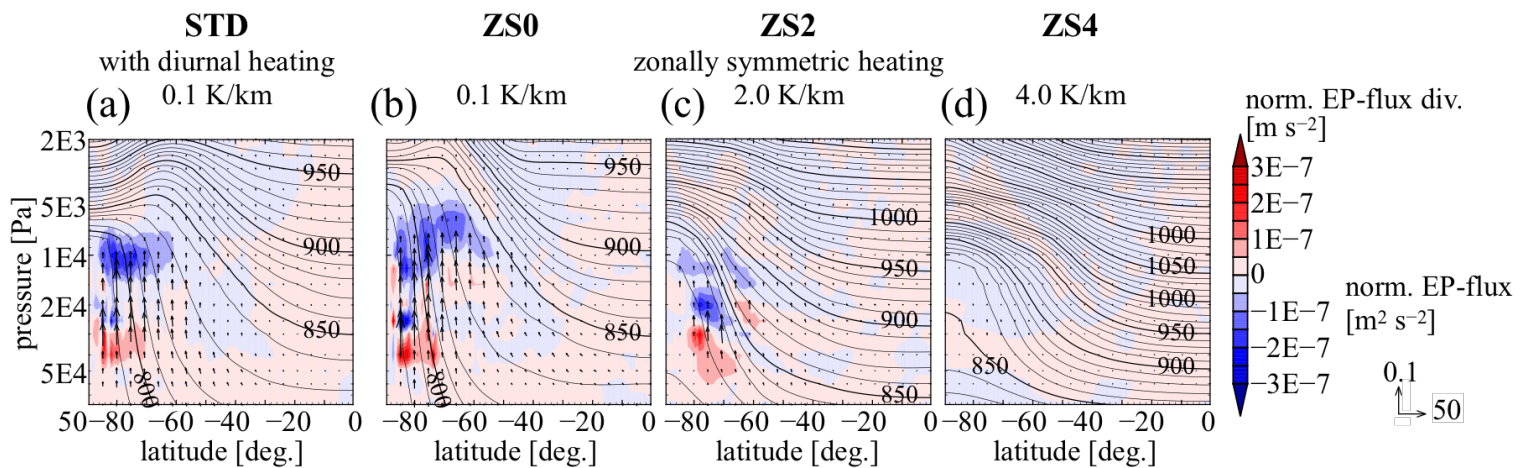 STD ZS0 ZS2 ZS4
with diurnal heating zonally symmetric heating
(a) 0.1 K/km (b) 0.1 K/km (c) 2.0 K/km (d) 4.0 K/km
norm. EP-flux div.
[m s−2]
2E3
5E3
1E4
2E4
5E4
pressure [Pa]
950
900
850
800
950
900
850
800
1000
950
900
850
1000
1050
1000
950
900
850
3E−7
2E−7
1E−7
0
−1E−7
−2E−7
−3E−7
norm. EP-flux
[m2 s−2]
0.1
50
50 −80 −60 −40 −20 0 −80 −60 −40 −20 0 −80 −60 −40 −20 0 −80 −60 −40 −20 0
latitude [deg.] latitude [deg.] latitude [deg.] latitude [deg.]